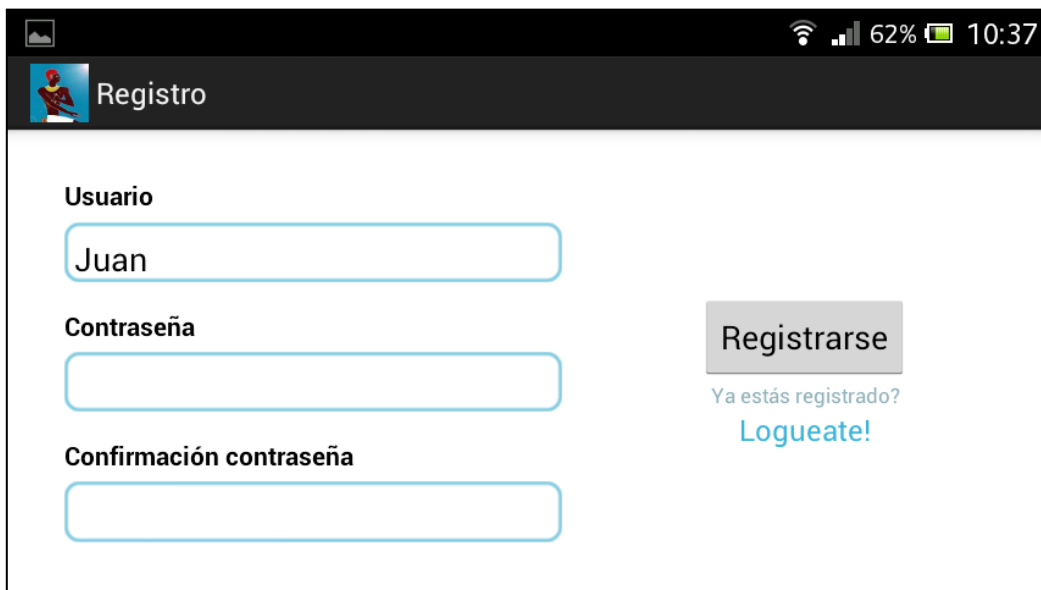 62% 10:37
Registro
Usuario
Juan
Contraseña
Confirmación contraseña
Registrarse
Ya estás registrado?
Logueate!